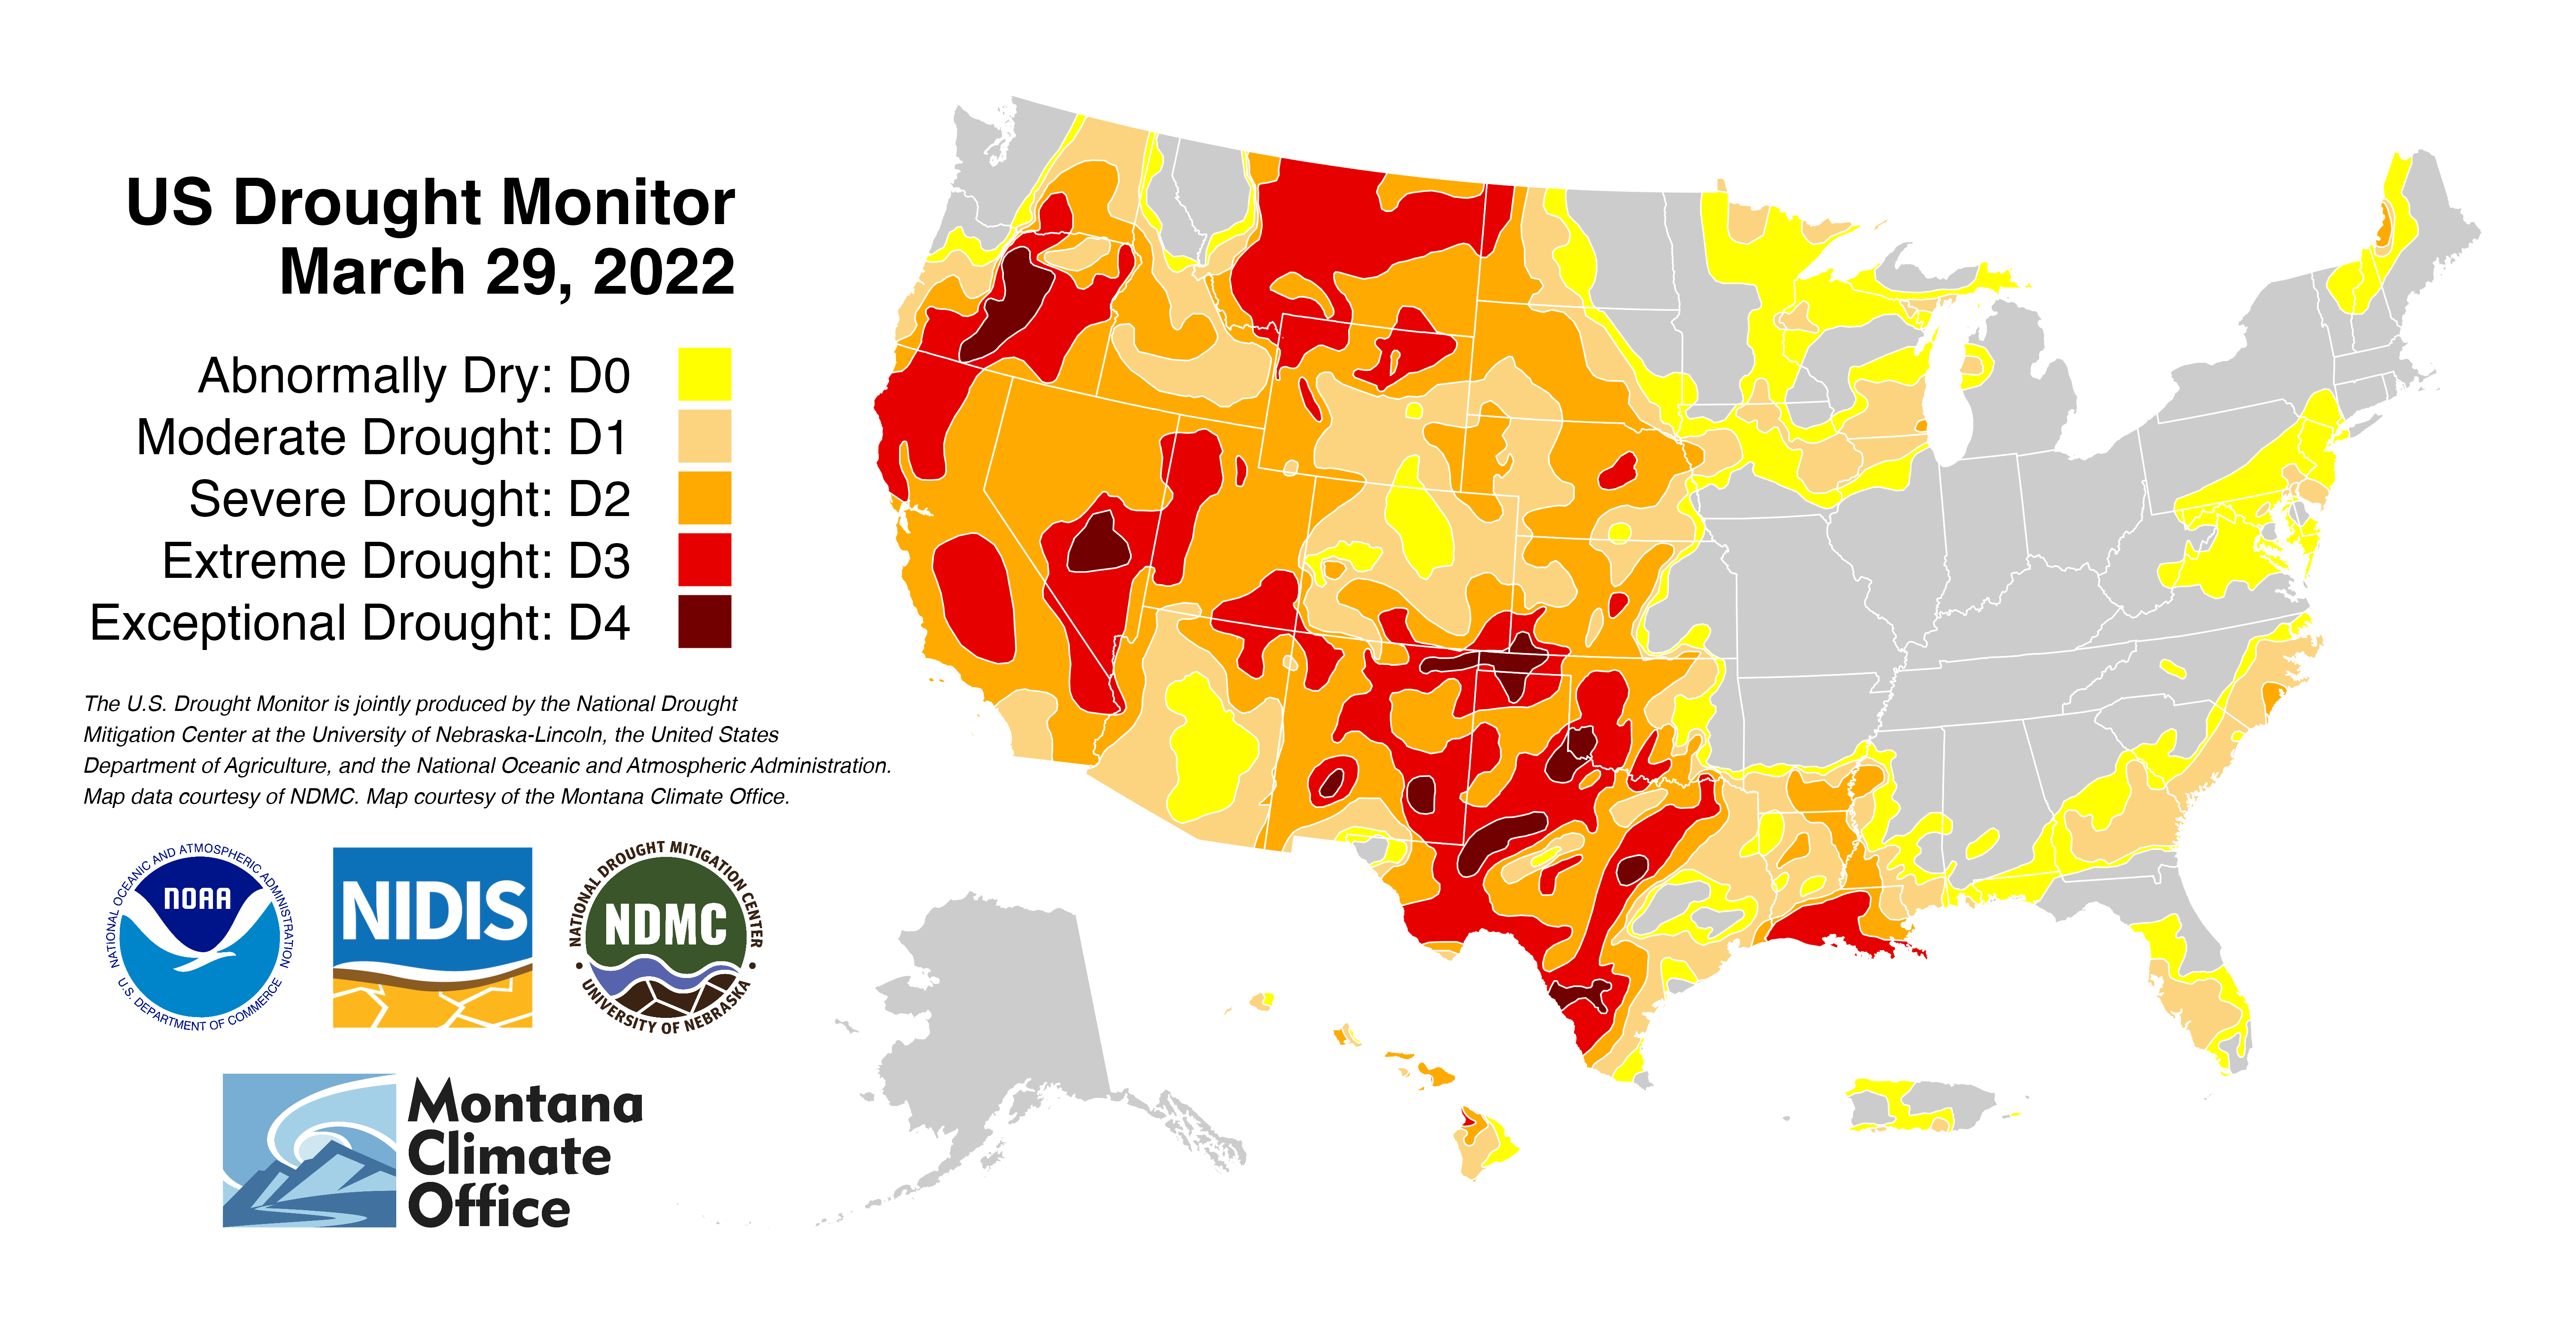 US Drought Monitor
March 29, 2022
Abnormally Dry: D0
Moderate Drought: D1
Severe Drought: D2
Extreme Drought: D3
Exceptional Drought: D4
The U.S. Drought Monitor is jointly produced by the National Drought
Mitigation Center at the University of Nebraska-Lincoln, the United States
Department of Agriculture, and the National Oceanic and Atmospheric Administration.
Map data courtesy of NDMC. Map courtesy of the Montana Climate Office.
NATIONAL OCEANIC AND ATMOSPHERIC ADMINISTRATION
NOAA
U.S. DEPARTMENT OF COMMERCE
NIDIS
NATIONAL DROUGHT MITIGATION CENTER
NDMC
UNIVERSITY OF NEBRASKA
Montana
Climate
Office